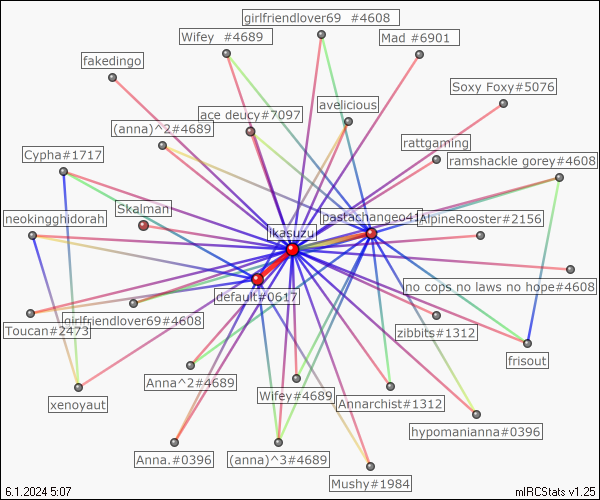 girlfriendlover69  #4608
Wifey  #4689
Mad #6901
fakedingo
Soxy Foxy#5076
ace deucy#7097
avelicious
(anna)^2#4689
rattgaming
Cypha#1717
ramshackle gorey#4608
Skaiman
neokingghidorah
pastachangeo41
AlpineRooster#2156
likasuzu
no cops no laws no hope#4608
default#0617
girlfriendlover69#4608
Toucan#2473
zibbits#1312
frisout
Anna^2#4689
Wifey#4689
Annarchist#1312
xenoyaut
hypomanianna#0396
Anna.#0396
(anna)^3#4689
Mushy#1984
6.1.2024 5:07
mIRCStats v1.25